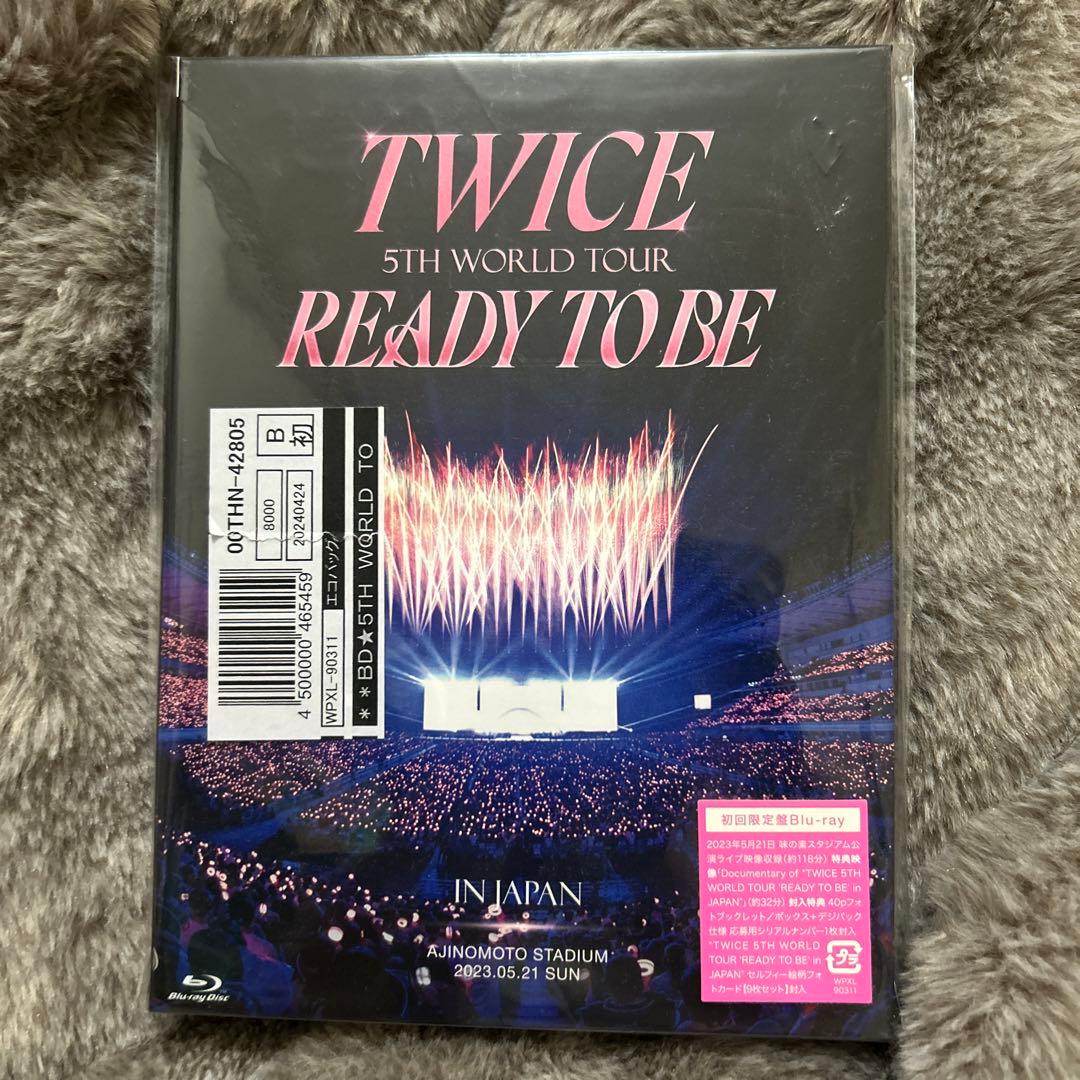 TWICE
5TH WORLD TOUR
READY TO BE
00THN-42805
B
初
8000
20240424
4 500000 465459
エコバッグ
WPXL-90311
**BD★5TH WORLD TO
IN JAPAN
AJINOMOTO STADIUM
2023.05.21 SUN
Blu-ray Disc
初回限定盤Blu-ray
2023年5月21日 味の素スタジアム公
演ライブ映像収録(約118分) 特典映
像「Documentary of "TWICE 5TH
WORLD TOUR 'READY TO BE' in
JAPAN"」(約32分) 封入特典 40pフォ
トブックレット/ボックス+デジパック
仕様 応募用シリアルナンバー1枚封入
"TWICE 5TH WORLD
TOUR 'READY TO BE' in
JAPAN" セルフィー絵柄フォ
トカード【9枚セット】封入
プラ
WPXL
90311